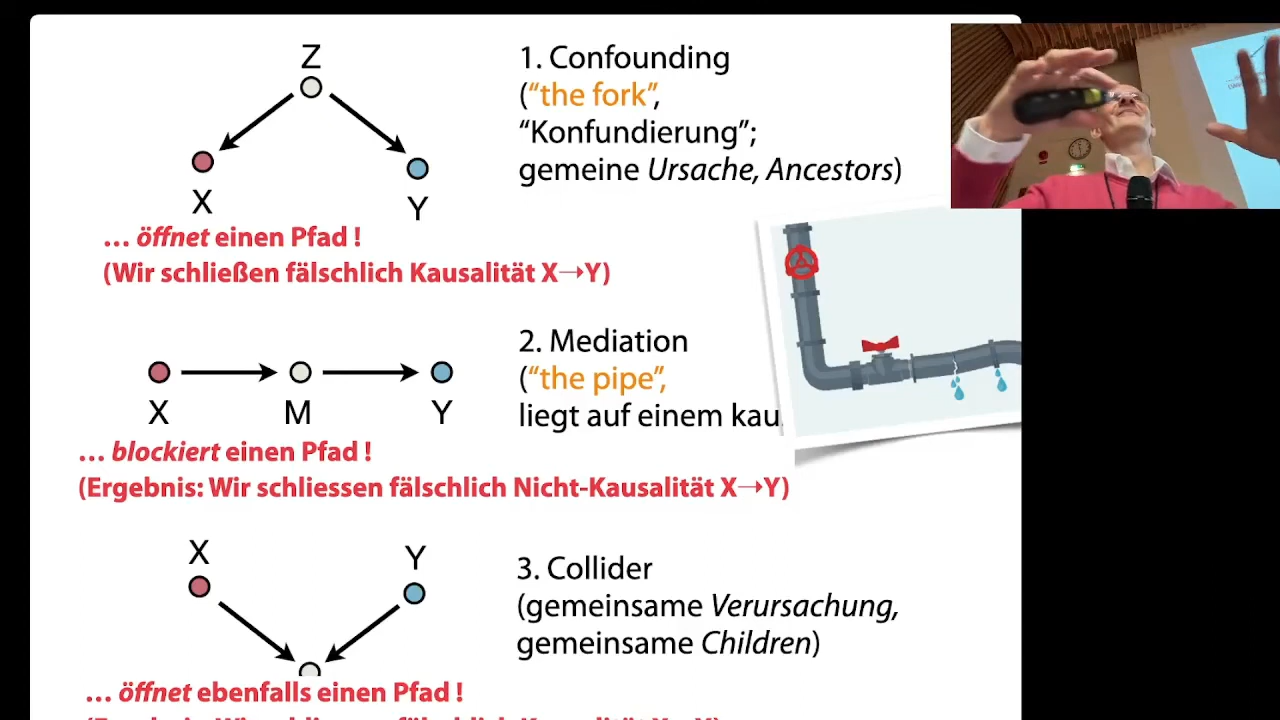 Z
X
Y
1. Confounding
(“the fork”,
“Konfundierung”;
gemeine Ursache, Ancestors)
… öffnet einen Pfad !
(Wir schließen fälschlich Kausalität X→Y)
X
M
Y
2. Mediation
(“the pipe”,
liegt auf einem
… blockiert einen Pfad !
(Ergebnis: Wir schliessen fälschlich Nicht-Kausalität X→Y)
X
Y
3. Collider
(gemeinsame Verursachung,
gemeinsame Children)
… öffnet ebenfalls einen Pfad !